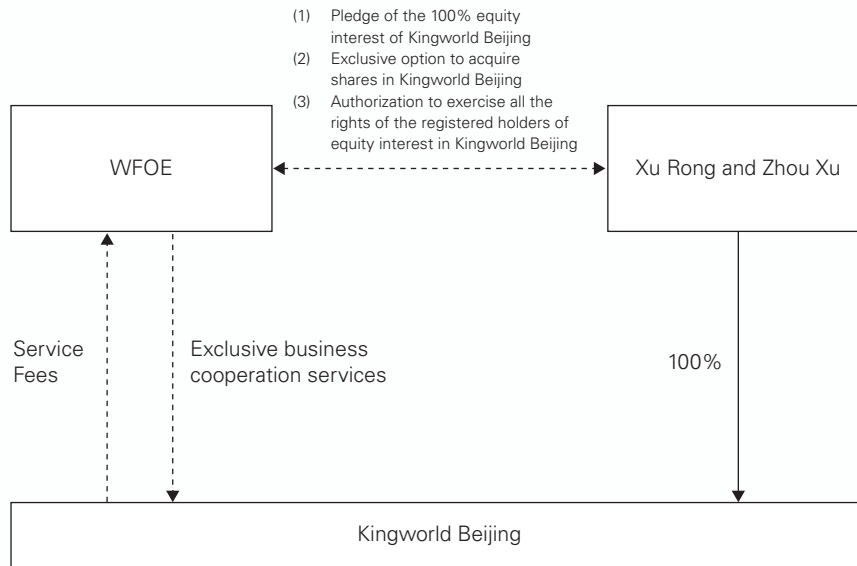 (1) Pledge of the 100% equity
interest of Kingworld Beijing
(2) Exclusive option to acquire
shares in Kingworld Beijing
(3) Authorization to exercise all the
rights of the registered holders of
equity interest in Kingworld Beijing
WFOE
Xu Rong and Zhou Xu
Service
Fees
Exclusive business
cooperation services
100%
Kingworld Beijing